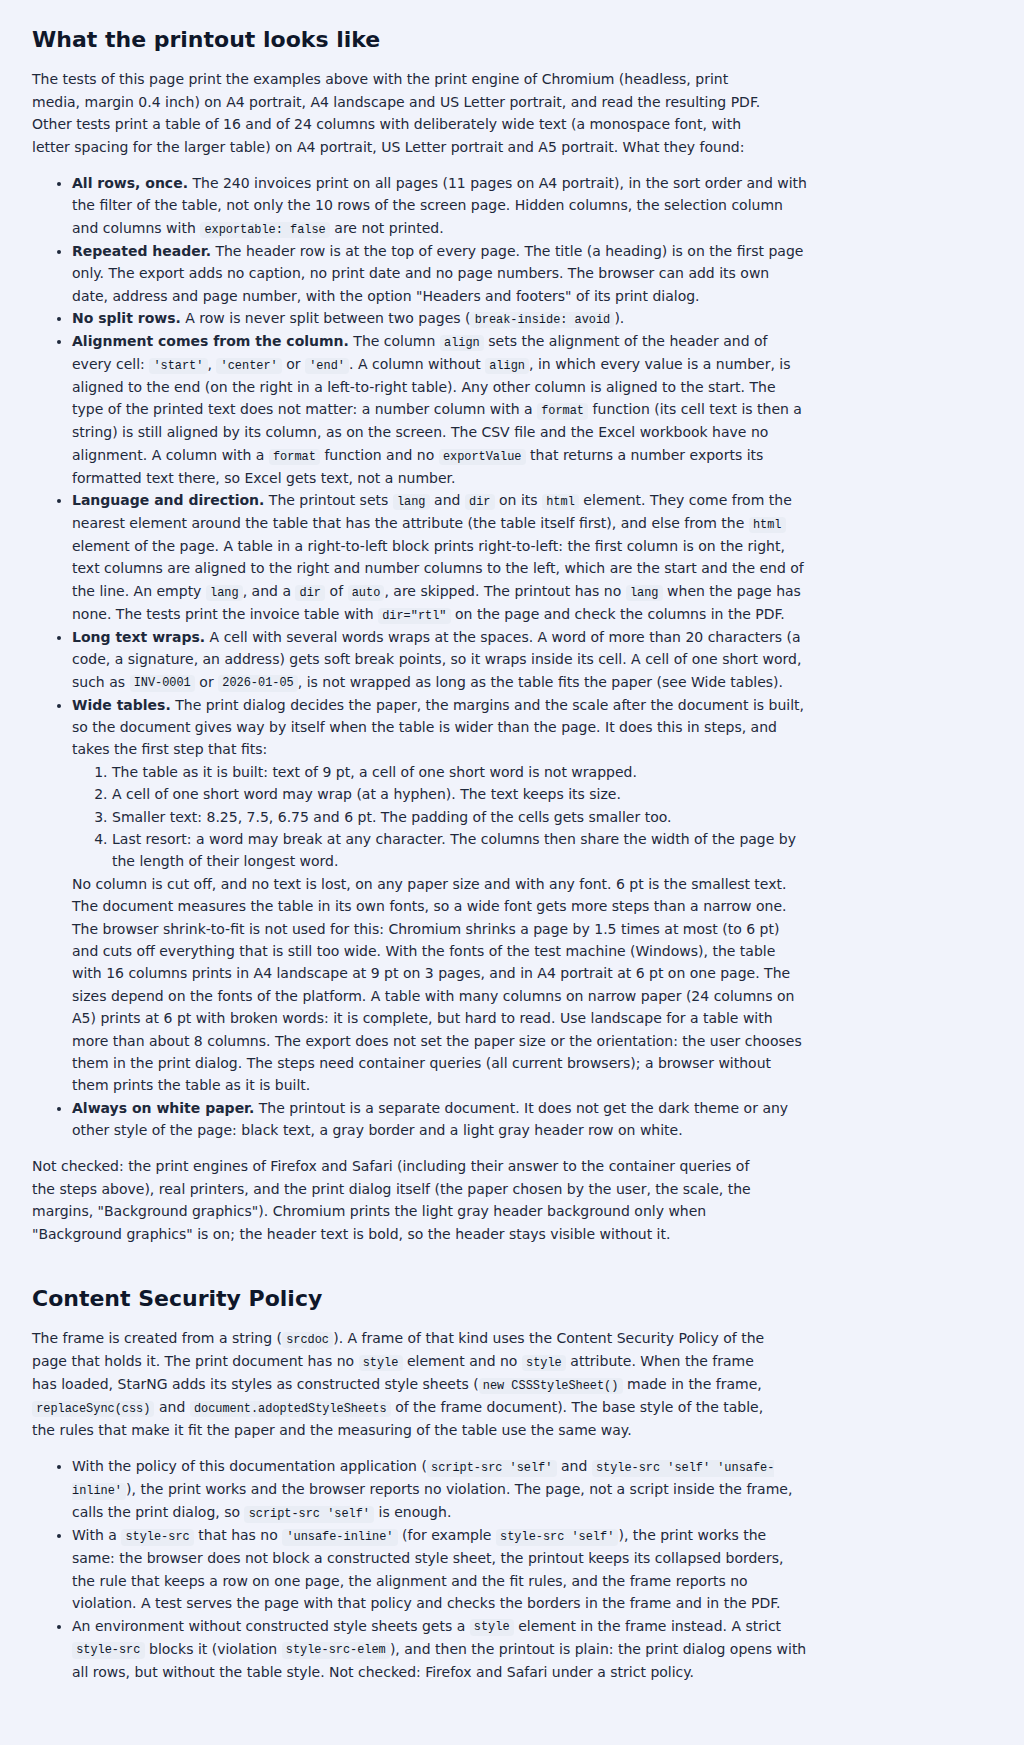 What the printout looks like
The tests of this page print the examples above with the print engine of Chromium (headless, print
media, margin 0.4 inch) on A4 portrait, A4 landscape and US Letter portrait, and read the resulting PDF.
Other tests print a table of 16 and of 24 columns with deliberately wide text (a monospace font, with
letter spacing for the larger table) on A4 portrait, US Letter portrait and A5 portrait. What they found:
• All rows, once. The 240 invoices print on all pages (11 pages on A4 portrait), in the sort order and with
the filter of the table, not only the 10 rows of the screen page. Hidden columns, the selection column
and columns with exportable: false are not printed.
• Repeated header. The header row is at the top of every page. The title (a heading) is on the first page
only. The export adds no caption, no print date and no page numbers. The browser can add its own
date, address and page number, with the option "Headers and footers" of its print dialog.
• No split rows. A row is never split between two pages ( break-inside: avoid ).
• Alignment comes from the column. The column align sets the alignment of the header and of
every cell: 'start' , 'center' or 'end' . A column without align , in which every value is a number, is
aligned to the end (on the right in a left-to-right table). Any other column is aligned to the start. The
type of the printed text does not matter: a number column with a format function (its cell text is then a
string) is still aligned by its column, as on the screen. The CSV file and the Excel workbook have no
alignment. A column with a format function and no exportValue that returns a number exports its
formatted text there, so Excel gets text, not a number.
• Language and direction. The printout sets lang and dir on its html element. They come from the
nearest element around the table that has the attribute (the table itself first), and else from the html
element of the page. A table in a right-to-left block prints right-to-left: the first column is on the right,
text columns are aligned to the right and number columns to the left, which are the start and the end of
the line. An empty lang , and a dir of auto , are skipped. The printout has no lang when the page has
none. The tests print the invoice table with dir="rtl" on the page and check the columns in the PDF.
• Long text wraps. A cell with several words wraps at the spaces. A word of more than 20 characters (a
code, a signature, an address) gets soft break points, so it wraps inside its cell. A cell of one short word,
such as INV-0001 or 2026-01-05 , is not wrapped as long as the table fits the paper (see Wide tables).
• Wide tables. The print dialog decides the paper, the margins and the scale after the document is built,
so the document gives way by itself when the table is wider than the page. It does this in steps, and
takes the first step that fits:
1. The table as it is built: text of 9 pt, a cell of one short word is not wrapped.
2. A cell of one short word may wrap (at a hyphen). The text keeps its size.
3. Smaller text: 8.25, 7.5, 6.75 and 6 pt. The padding of the cells gets smaller too.
4. Last resort: a word may break at any character. The columns then share the width of the page by
the length of their longest word.
No column is cut off, and no text is lost, on any paper size and with any font. 6 pt is the smallest text.
The document measures the table in its own fonts, so a wide font gets more steps than a narrow one.
The browser shrink-to-fit is not used for this: Chromium shrinks a page by 1.5 times at most (to 6 pt)
and cuts off everything that is still too wide. With the fonts of the test machine (Windows), the table
with 16 columns prints in A4 landscape at 9 pt on 3 pages, and in A4 portrait at 6 pt on one page. The
sizes depend on the fonts of the platform. A table with many columns on narrow paper (24 columns on
A5) prints at 6 pt with broken words: it is complete, but hard to read. Use landscape for a table with
more than about 8 columns. The export does not set the paper size or the orientation: the user chooses
them in the print dialog. The steps need container queries (all current browsers); a browser without
them prints the table as it is built.
• Always on white paper. The printout is a separate document. It does not get the dark theme or any
other style of the page: black text, a gray border and a light gray header row on white.
Not checked: the print engines of Firefox and Safari (including their answer to the container queries of
the steps above), real printers, and the print dialog itself (the paper chosen by the user, the scale, the
margins, "Background graphics"). Chromium prints the light gray header background only when
"Background graphics" is on; the header text is bold, so the header stays visible without it.
Content Security Policy
The frame is created from a string ( srcdoc ). A frame of that kind uses the Content Security Policy of the
page that holds it. The print document has no style element and no style attribute. When the frame
has loaded, StarNG adds its styles as constructed style sheets ( new CSSStyleSheet() made in the frame,
replaceSync(css) and document.adoptedStyleSheets of the frame document). The base style of the table,
the rules that make it fit the paper and the measuring of the table use the same way.
• With the policy of this documentation application ( script-src 'self' and style-src 'self' 'unsafe-
inline' ), the print works and the browser reports no violation. The page, not a script inside the frame,
calls the print dialog, so script-src 'self' is enough.
• With a style-src that has no 'unsafe-inline' (for example style-src 'self' ), the print works the
same: the browser does not block a constructed style sheet, the printout keeps its collapsed borders,
the rule that keeps a row on one page, the alignment and the fit rules, and the frame reports no
violation. A test serves the page with that policy and checks the borders in the frame and in the PDF.
• An environment without constructed style sheets gets a style element in the frame instead. A strict
style-src blocks it (violation style-src-elem ), and then the printout is plain: the print dialog opens with
all rows, but without the table style. Not checked: Firefox and Safari under a strict policy.